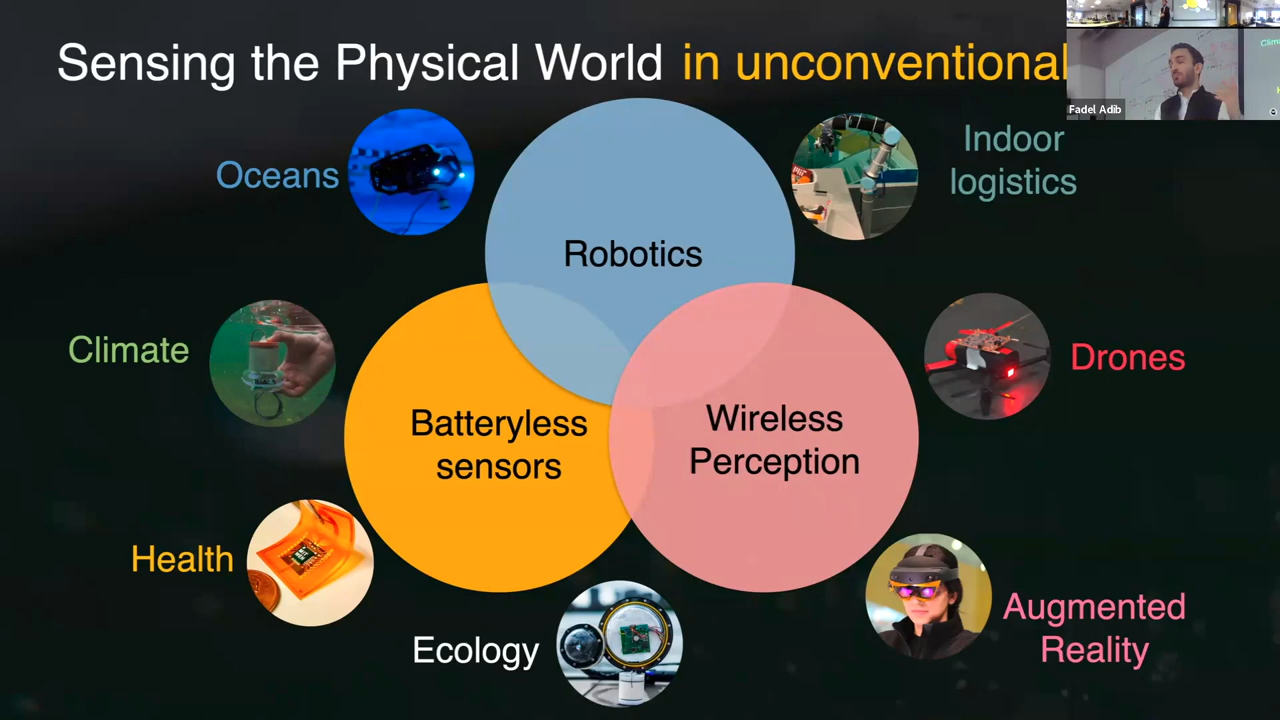 Sensing the Physical World in unconventional
Fadel Adib
Oceans
Indoor
logistics
Robotics
Climate
Drones
Batteryless
sensors
Wireless
Perception
Health
Ecology
Augmented
Reality